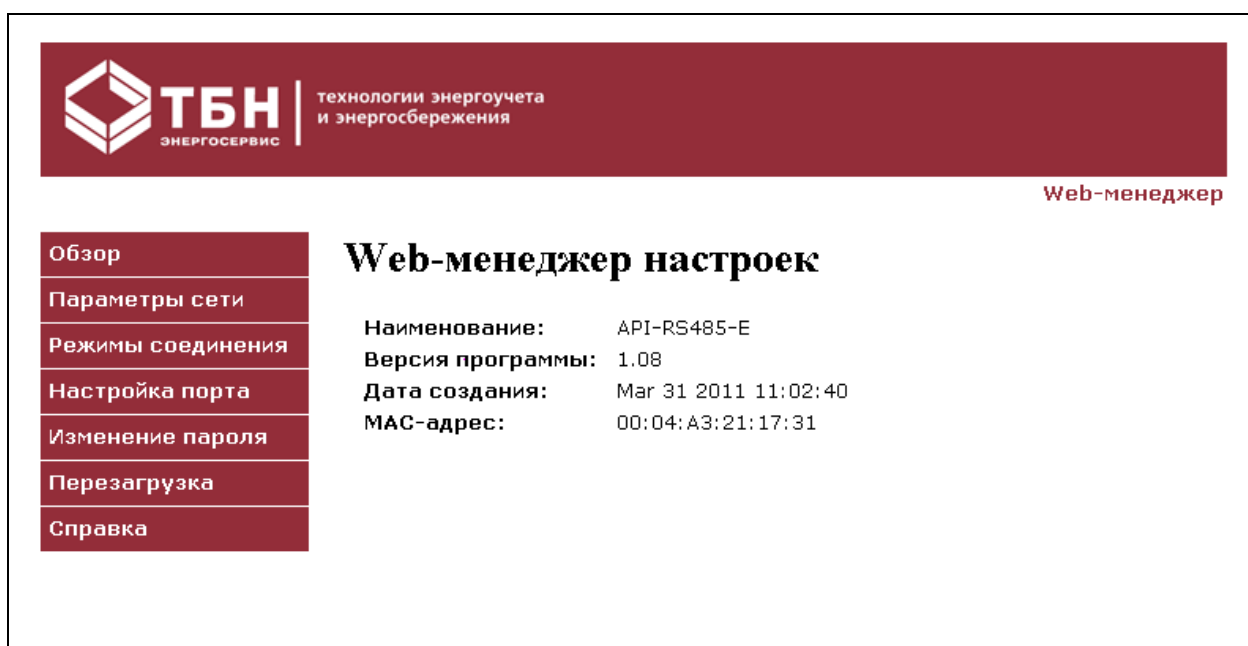 ТБН
ЭНЕРГОСЕРВИС
технологии энергоучета
и энергосбережения
Web-менеджер
Обзор
Параметры сети
Режимы соединения
Настройка порта
Изменение пароля
Перезагрузка
Справка
Web-менеджер настроек
Наименование: API-RS485-E
Версия программы: 1.08
Дата создания: Mar 31 2011 11:02:40
MAC-адрес: 00:04:A3:21:17:31